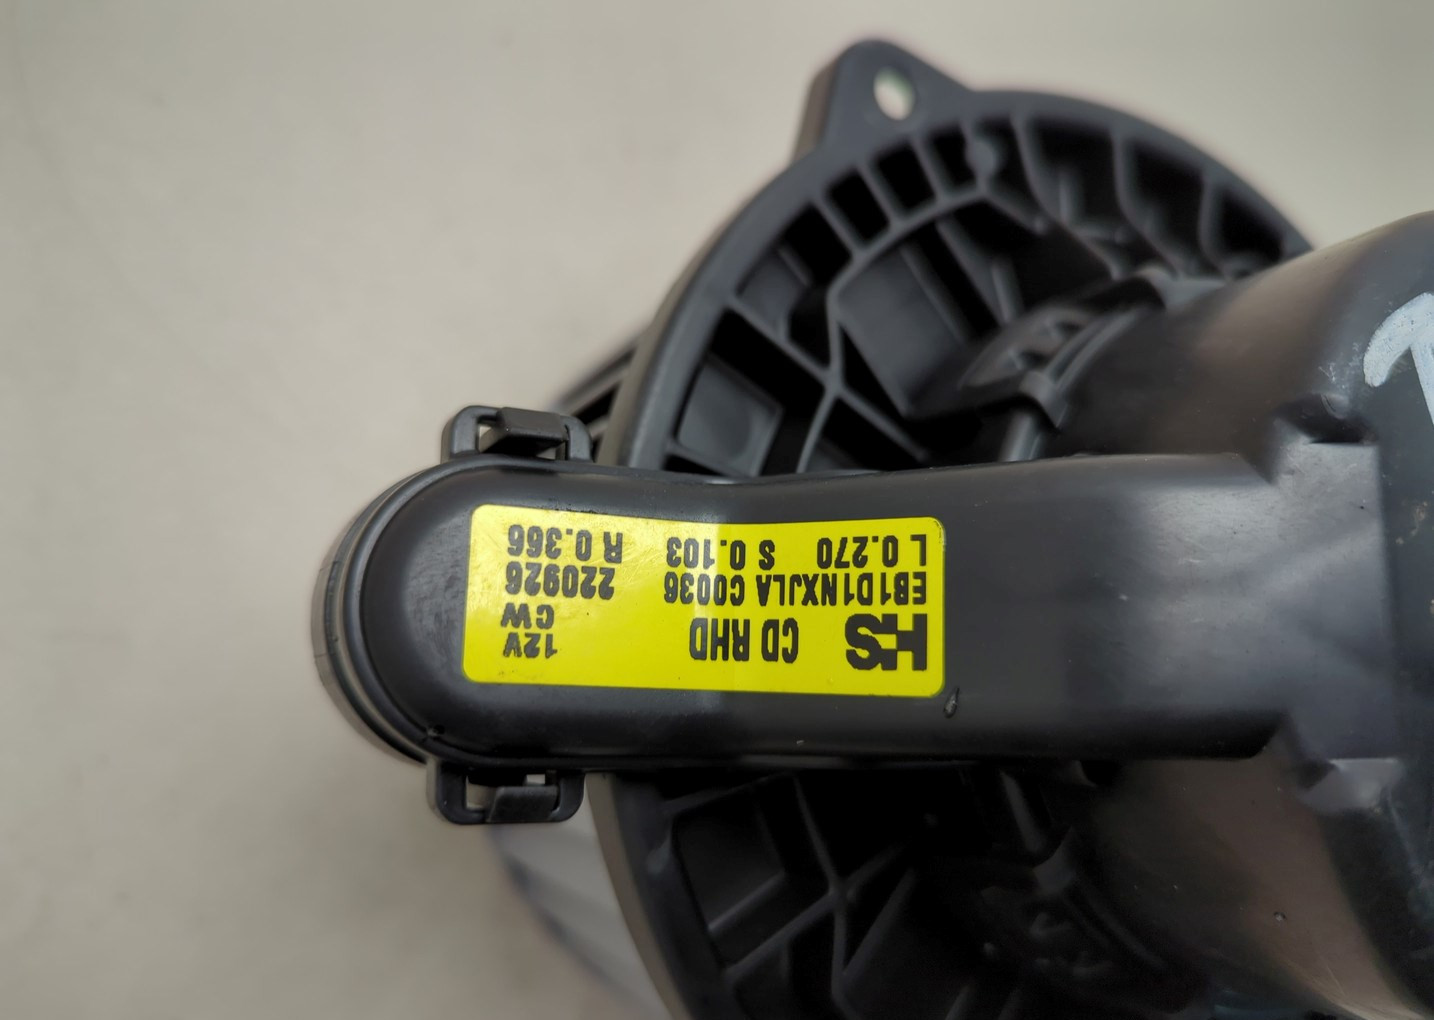 HS CD RHD 12V
CW
EB1D1NXJLA C0036 220926
L 0.270 S 0.103 R 0.366